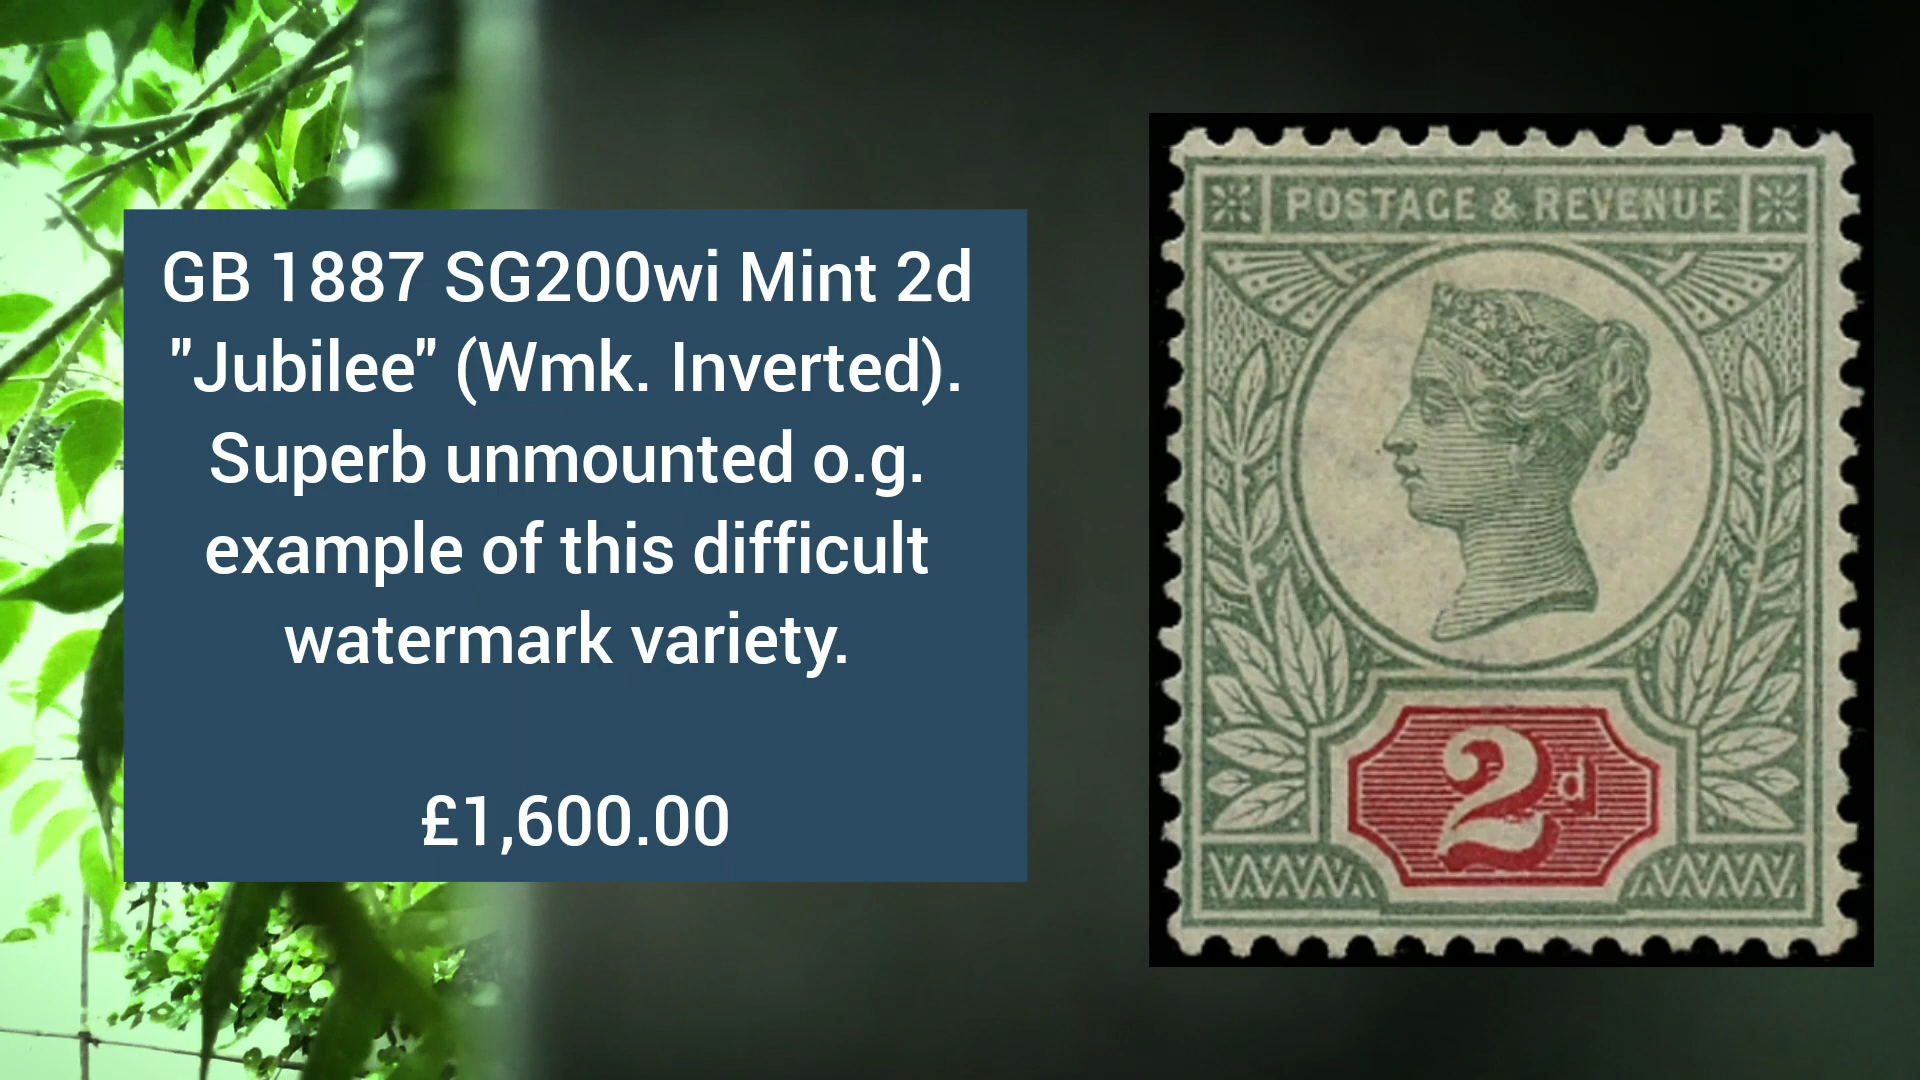 GB 1887 SG200wi Mint 2d
"Jubilee" (Wmk. Inverted).
Superb unmounted o.g.
example of this difficult
watermark variety.
£1,600.00
POSTAGE & REVENUE
2d